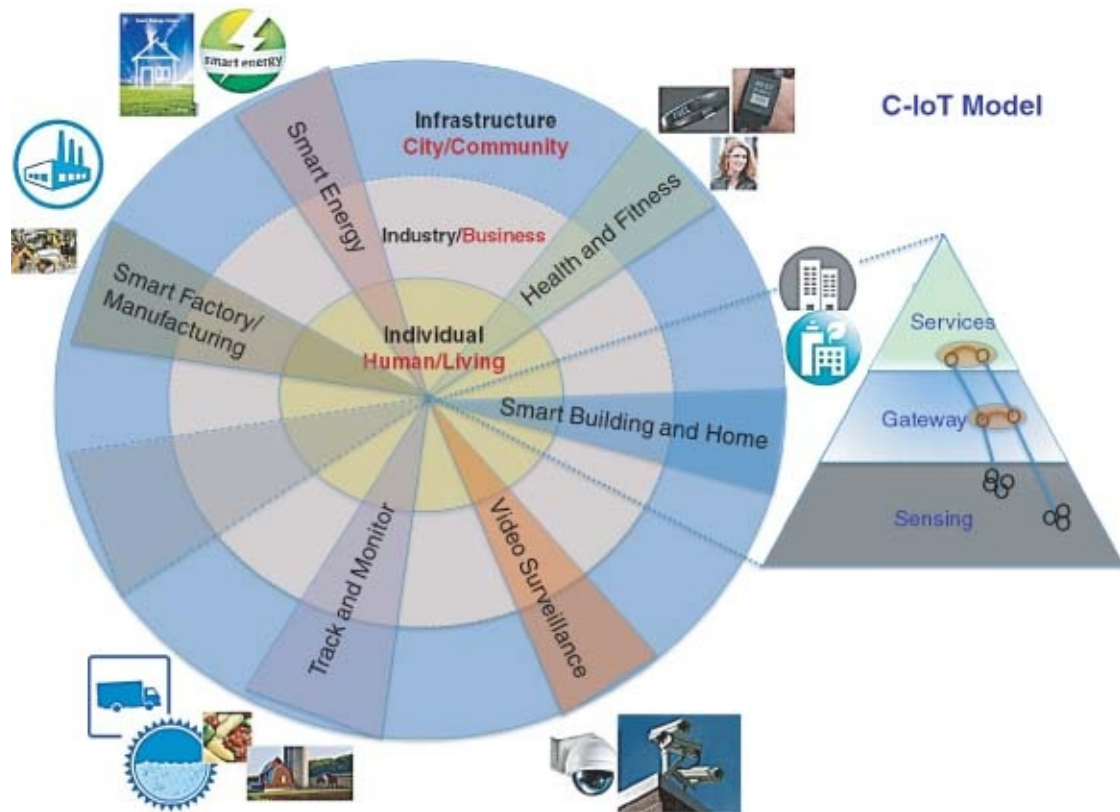 smart energy
C-IoT Model
Infrastructure
City/Community
Smart Energy
Health and Fitness
Industry/Business
Smart Factory/
Manufacturing
Individual
Human/Living
Smart Building and Home
Track and Monitor
Video Surveillance
Services
Gateway
Sensing